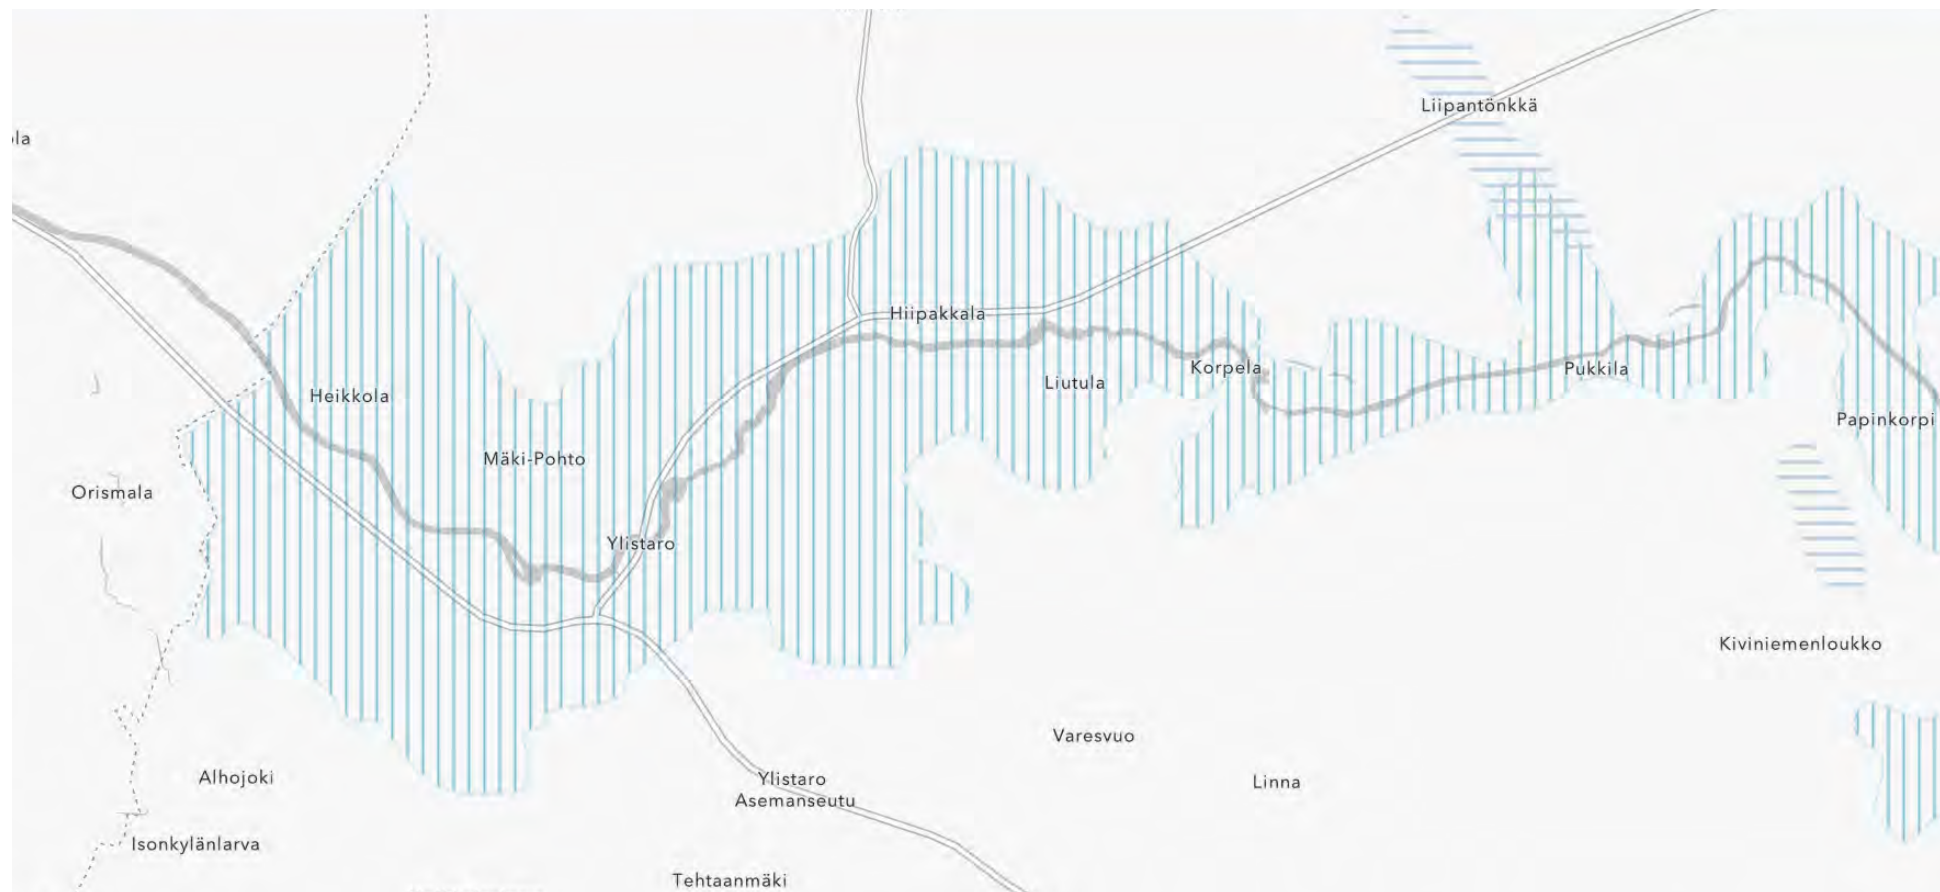 Liipantönkkä
Hiipakkala
Korpela
Pukkila
Liutula
Heikkola
Papinkorpi
Mäki-Pohto
Orismala
Ylistaro
Kiviniemenloukko
Varesvuo
Alhojoki
Ylistaro
Asemanseutu
Linna
Isonkylänlarva
Tehtaanmäki